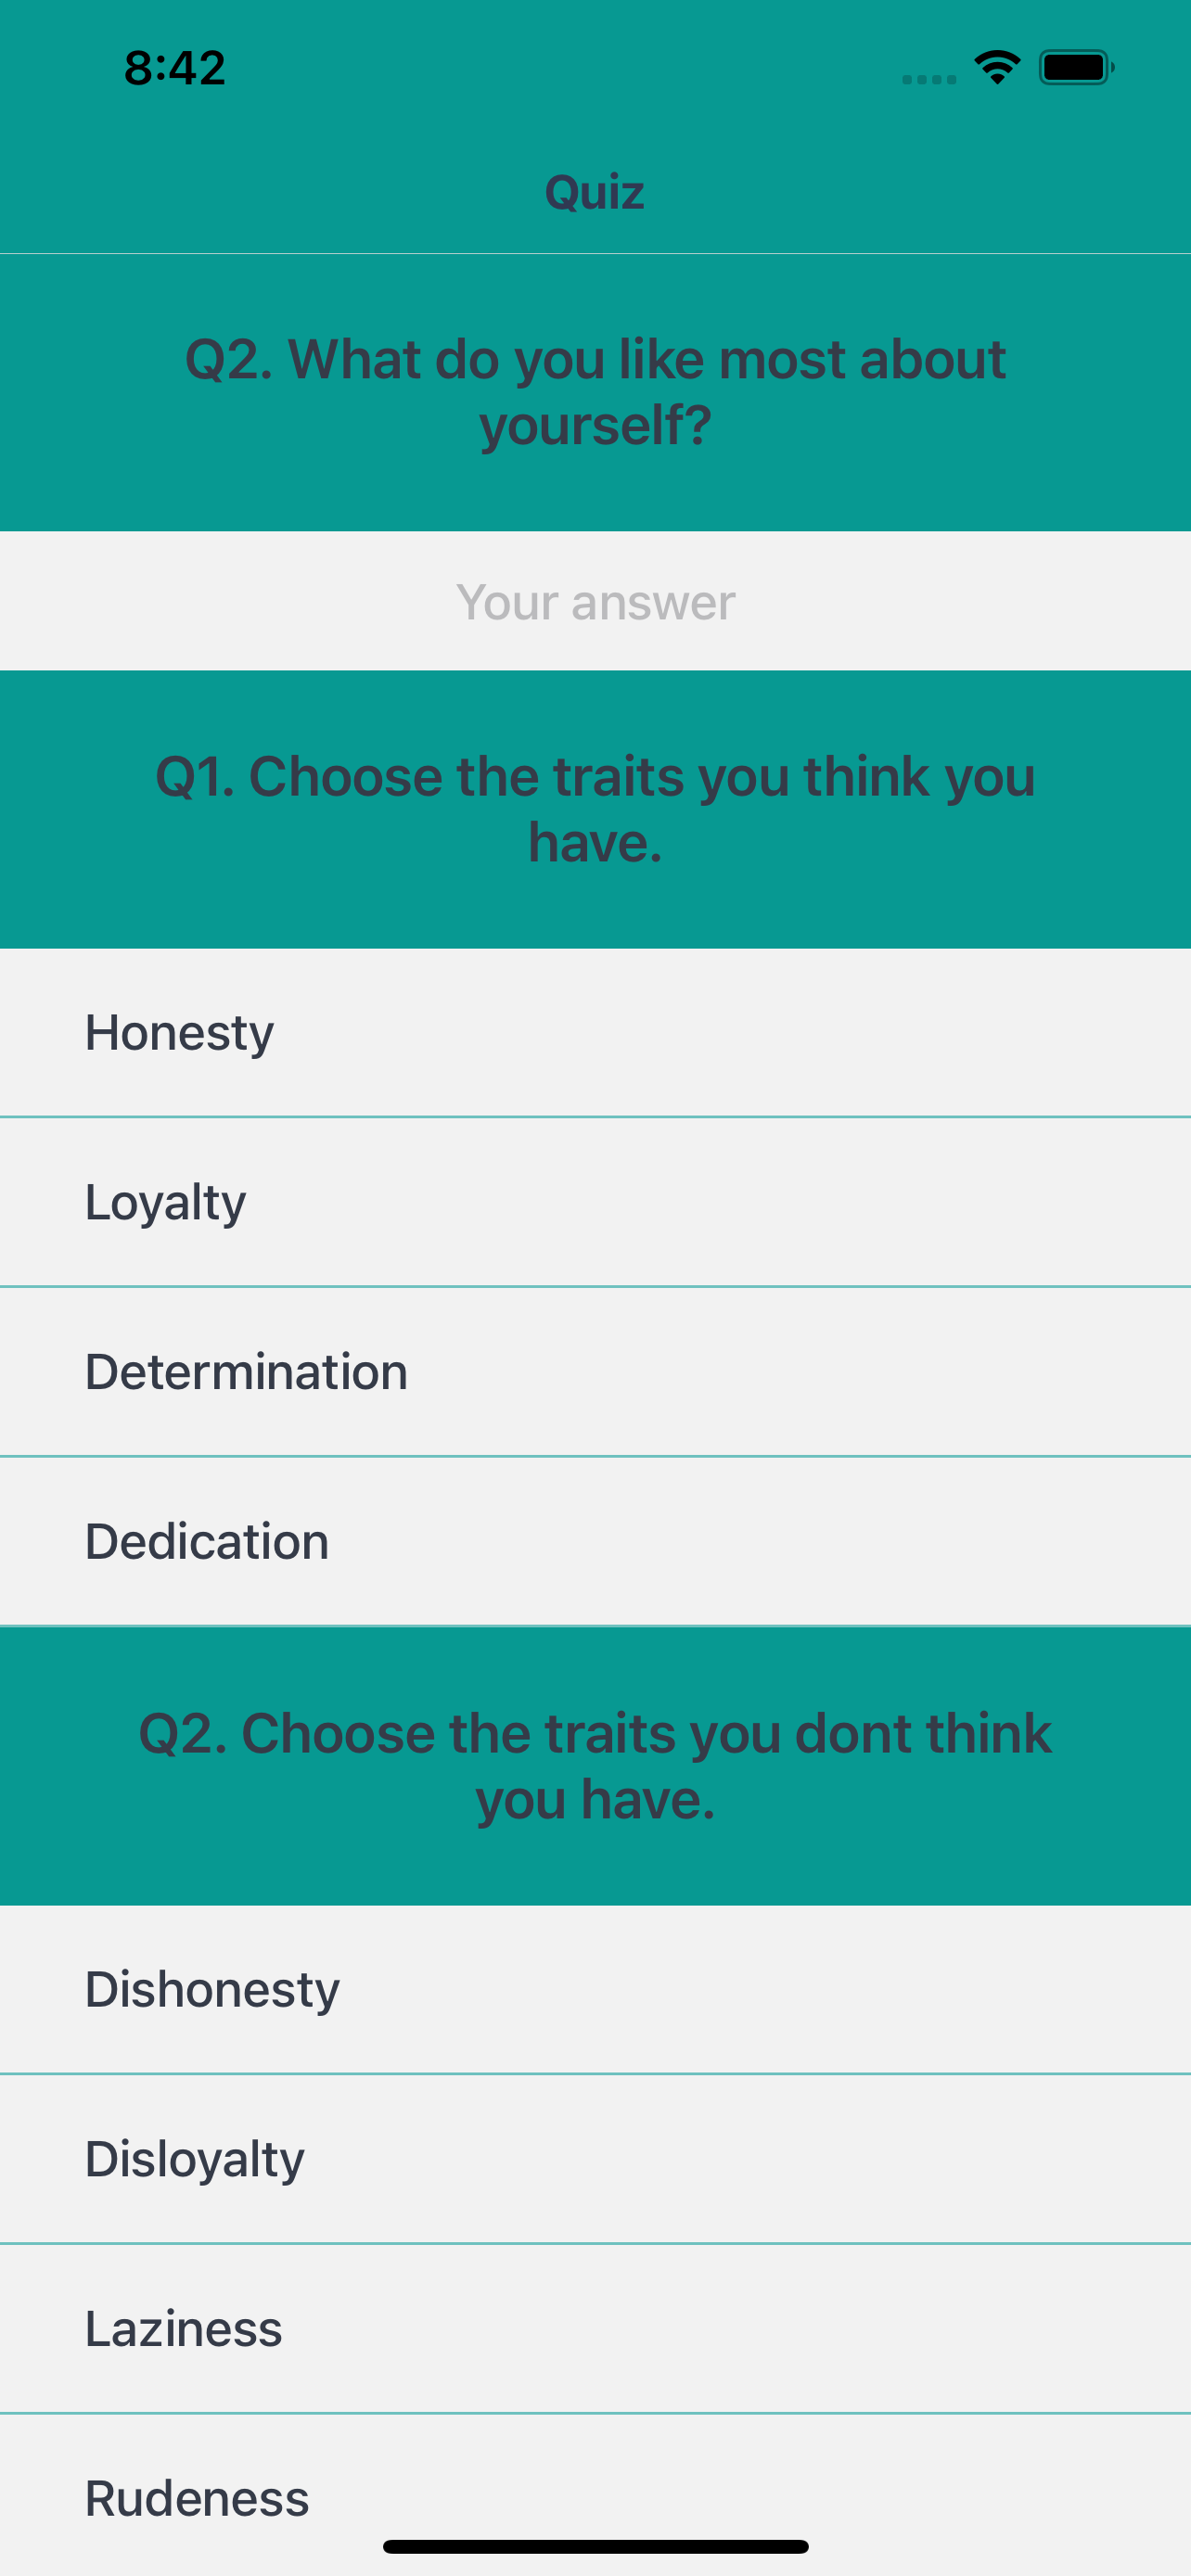 8:42
Quiz
Q2. What do you like most about
yourself?
Your answer
Q1. Choose the traits you think you
have.
Honesty
Loyalty
Determination
Dedication
Q2. Choose the traits you dont think
you have.
Dishonesty
Disloyalty
Laziness
Rudeness